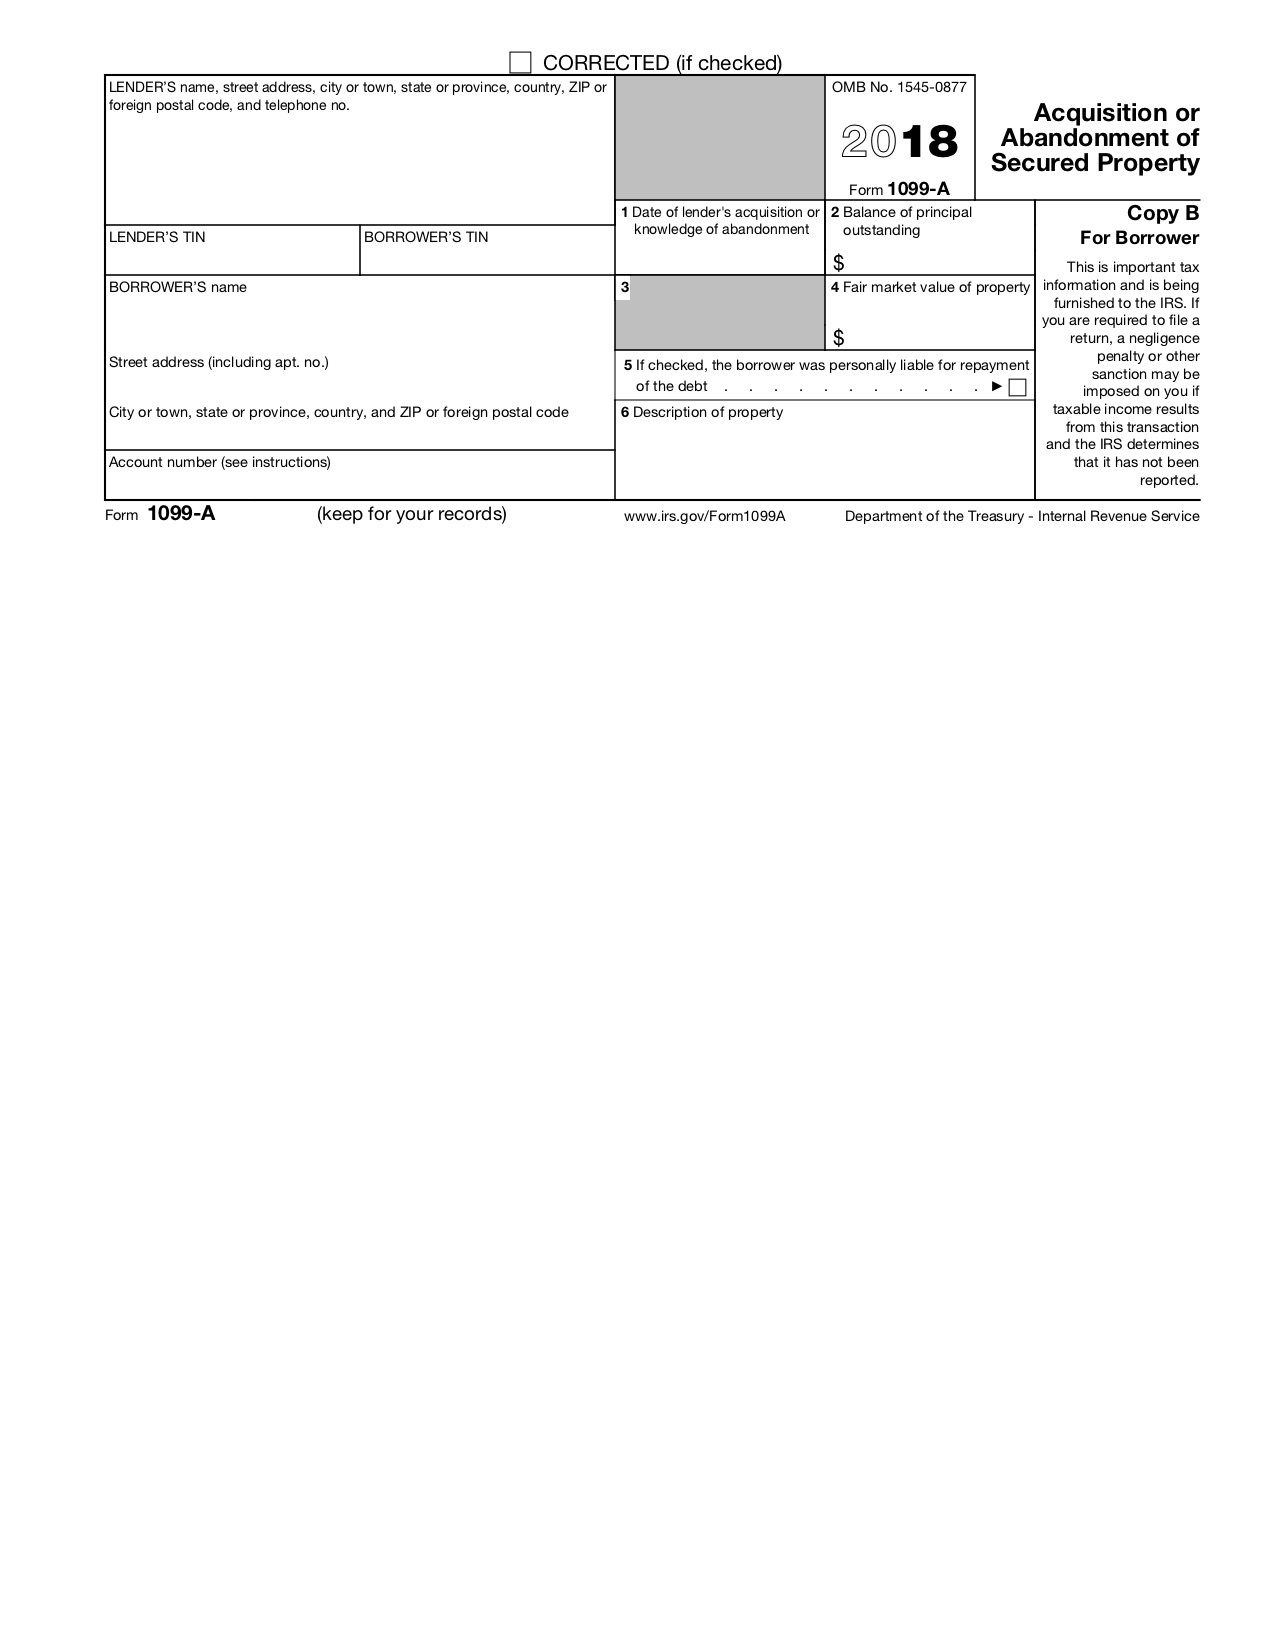 CORRECTED (if checked)
LENDER’S name, street address, city or town, state or province, country, ZIP or
foreign postal code, and telephone no.
OMB No. 1545-0877
2018
Form 1099-A
Acquisition or
Abandonment of
Secured Property
LENDER’S TIN
BORROWER’S TIN
1 Date of lender's acquisition or
knowledge of abandonment
2 Balance of principal
outstanding
$
Copy B
For Borrower
This is important tax
information and is being
furnished to the IRS. If
you are required to file a
return, a negligence
penalty or other
sanction may be
imposed on you if
taxable income results
from this transaction
and the IRS determines
that it has not been
reported.
BORROWER’S name
3
4 Fair market value of property
$
Street address (including apt. no.)
5 If checked, the borrower was personally liable for repayment
of the debt . . . . . . . . . . . ▶
City or town, state or province, country, and ZIP or foreign postal code
6 Description of property
Account number (see instructions)
Form 1099-A
(keep for your records)
www.irs.gov/Form1099A
Department of the Treasury - Internal Revenue Service